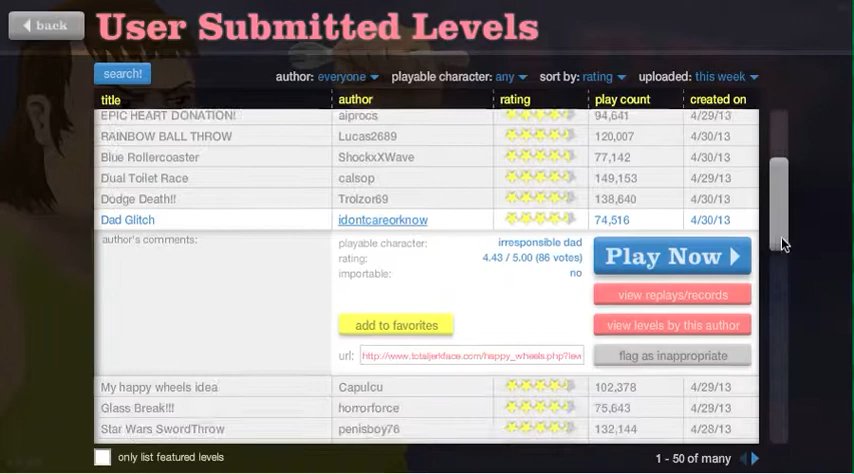 back
User Submitted Levels
search!
author: everyone playable character: any sort by: rating uploaded: this week
title author rating play count created on
EPIC HEART DONATION! aiprocs 94,641 4/29/13
RAINBOW BALL THROW Lucas2689 120,007 4/30/13
Blue Rollercoaster ShockxXWave 77,142 4/30/13
Dual Toilet Race calsop 149,153 4/29/13
Dodge Death!! Trolzor69 138,640 4/30/13
Dad Glitch idontcareorknow 74,516 4/30/13
author's comments:
playable character: irresponsible dad
rating: 4.43 / 5.00 (86 votes)
importable: no
Play Now
view replays/records
add to favorites
view levels by this author
url: http://www.totaljerkface.com/happy_wheels.php?lev
flag as inappropriate
My happy wheels idea Capulcu 102,378 4/29/13
Glass Break!!! horrorforce 75,643 4/29/13
Star Wars SwordThrow penisboy76 132,144 4/28/13
only list featured levels
1 - 50 of many